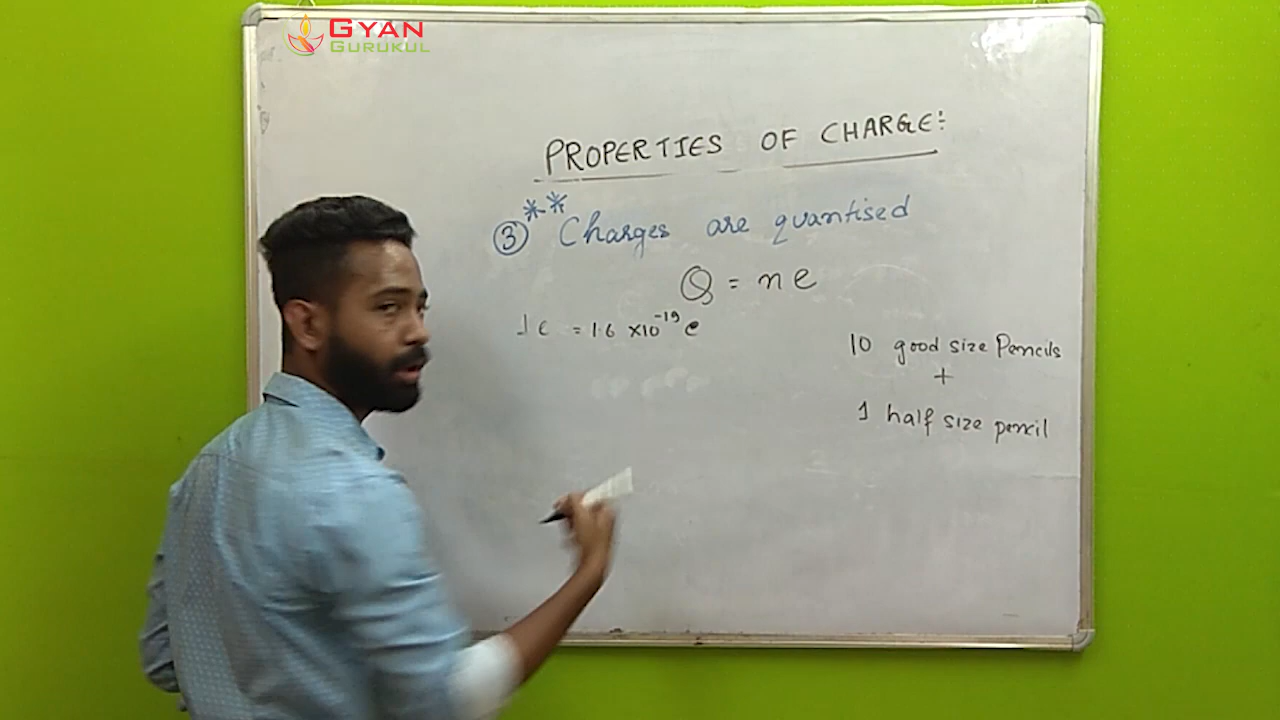 GYAN
GURUKUL
PROPERTIES OF CHARGE:
③** Charges are quantised
Q = ne
1 c = 1.6 ×10⁻¹⁹ e
10 good size Pencils
+
1 half size pencil